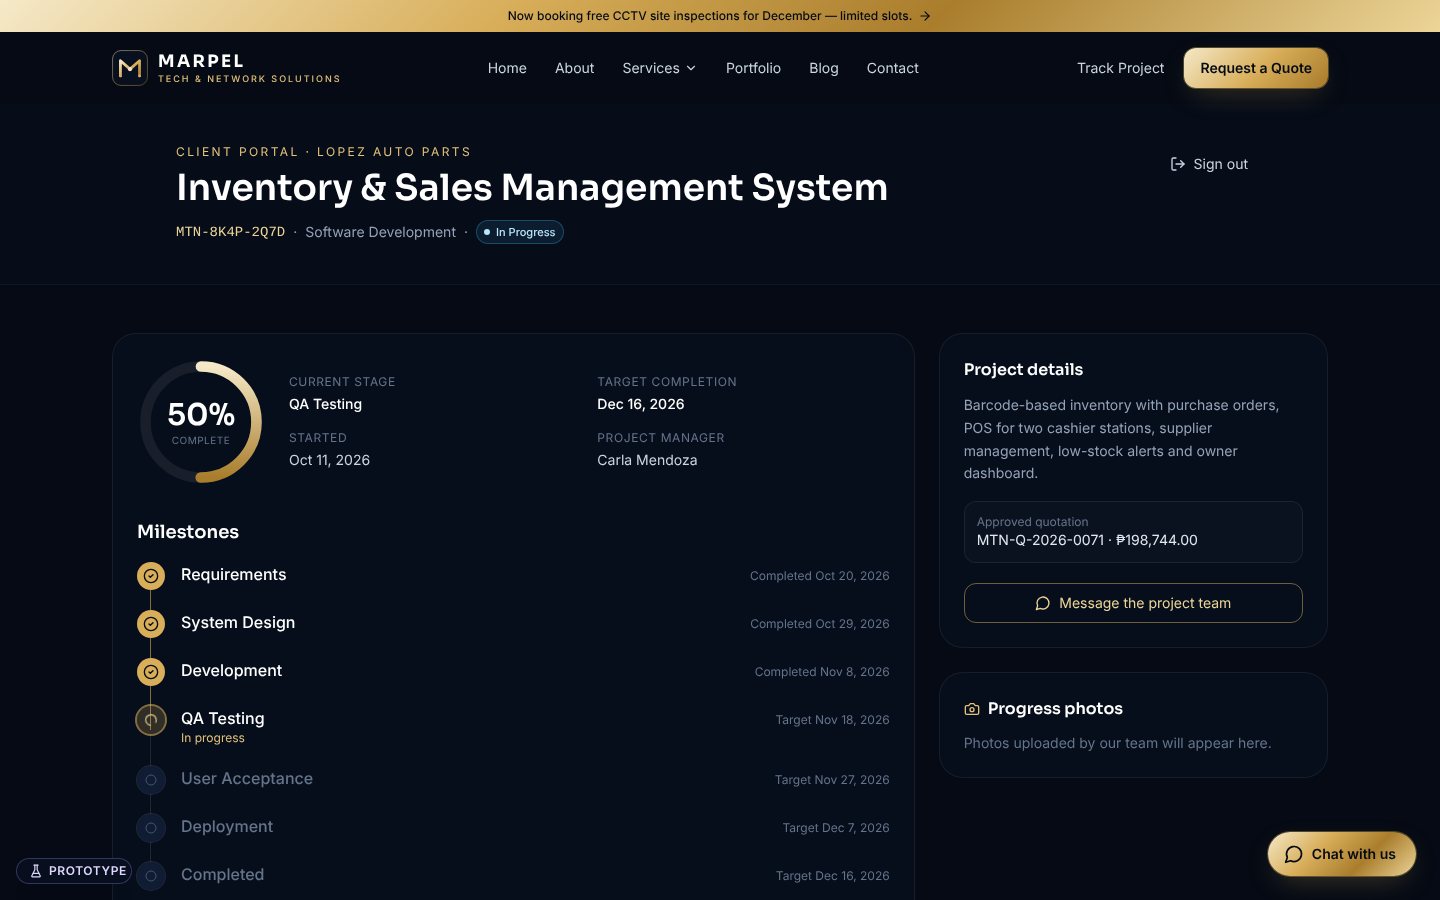 Now booking free CCTV site inspections for December — limited slots. →
MARPEL
TECH & NETWORK SOLUTIONS
Home
About
Services
Portfolio
Blog
Contact
Track Project
Request a Quote
CLIENT PORTAL · LOPEZ AUTO PARTS
Inventory & Sales Management System
MTN-8K4P-2Q7D · Software Development · In Progress
Sign out
50%
COMPLETE
CURRENT STAGE
QA Testing
TARGET COMPLETION
Dec 16, 2026
STARTED
Oct 11, 2026
PROJECT MANAGER
Carla Mendoza
Milestones
Requirements
Completed Oct 20, 2026
System Design
Completed Oct 29, 2026
Development
Completed Nov 8, 2026
QA Testing
Target Nov 18, 2026
In progress
User Acceptance
Target Nov 27, 2026
Deployment
Target Dec 7, 2026
Completed
Target Dec 16, 2026
Project details
Barcode-based inventory with purchase orders,
POS for two cashier stations, supplier
management, low-stock alerts and owner
dashboard.
Approved quotation
MTN-Q-2026-0071 · ₱198,744.00
Message the project team
Progress photos
Photos uploaded by our team will appear here.
PROTOTYPE
Chat with us